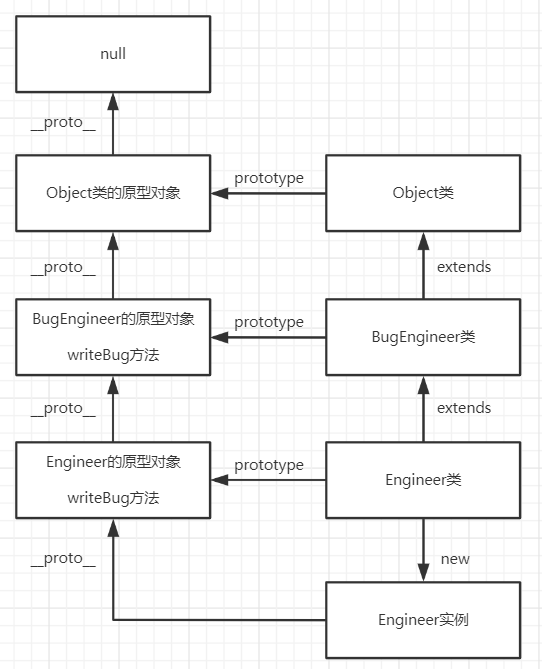 null
__proto__
Object类的原型对象
prototype
Object类
__proto__
extends
BugEngineer的原型对象
writeBug方法
prototype
BugEngineer类
__proto__
extends
Engineer的原型对象
writeBug方法
prototype
Engineer类
__proto__
new
Engineer实例